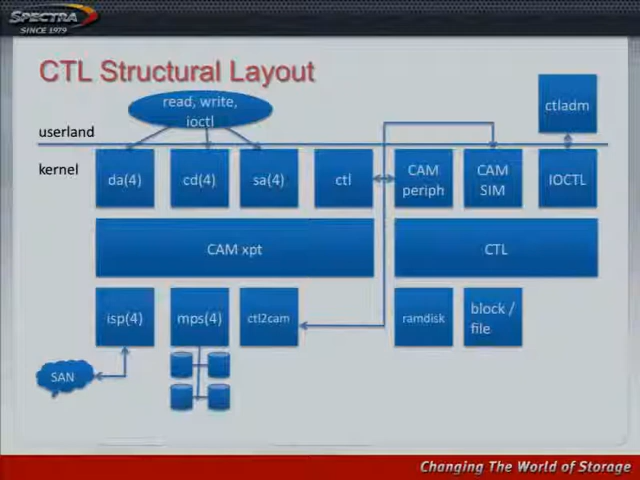 SPECTRA
SINCE 1979
CTL Structural Layout
read, write,
ioctl
ctladm
userland
kernel
da(4)
cd(4)
sa(4)
ctl
CAM
periph
CAM
SIM
IOCTL
CAM xpt
CTL
isp(4)
mps(4)
ctl2cam
ramdisk
block /
file
SAN
Changing The World of Storage